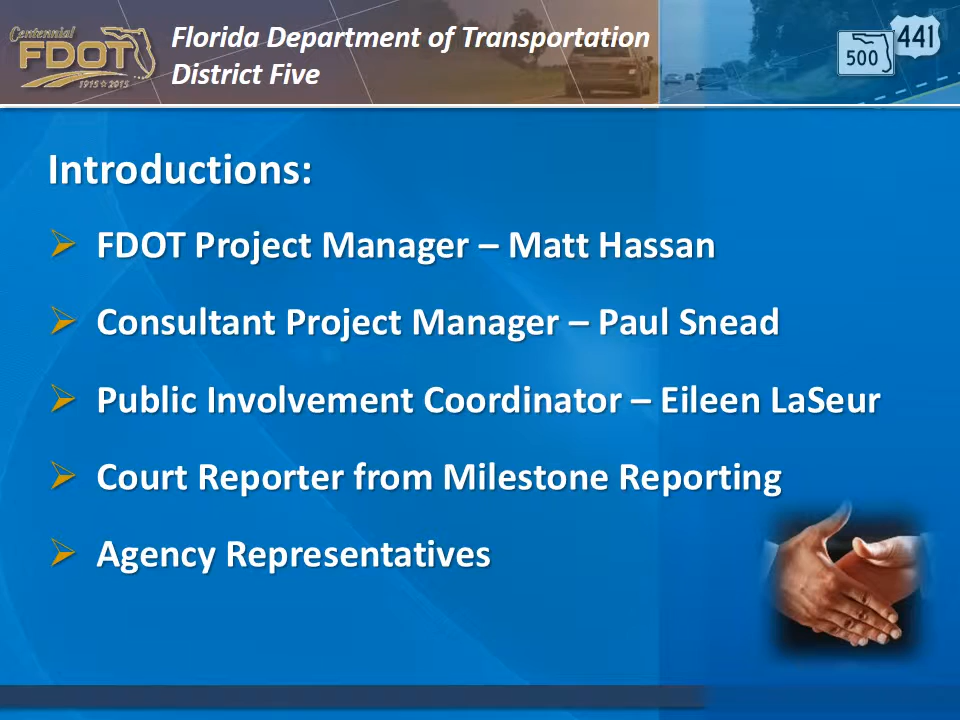 Centennial
FDOT
1915★2015
Florida Department of Transportation
District Five
500
441
Introductions:
➢ FDOT Project Manager – Matt Hassan
➢ Consultant Project Manager – Paul Snead
➢ Public Involvement Coordinator – Eileen LaSeur
➢ Court Reporter from Milestone Reporting
➢ Agency Representatives